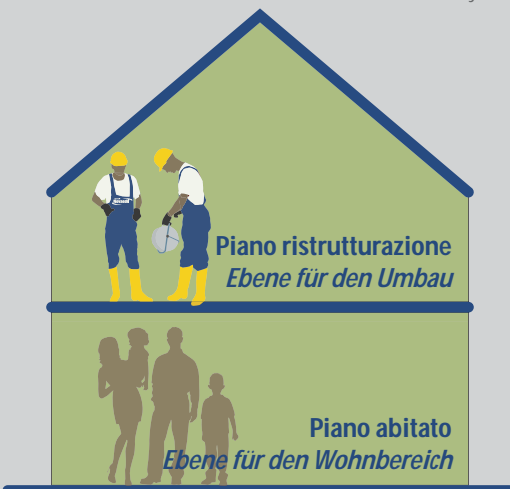 Piano ristrutturazione
Ebene für den Umbau
Piano abitato
Ebene für den Wohnbereich